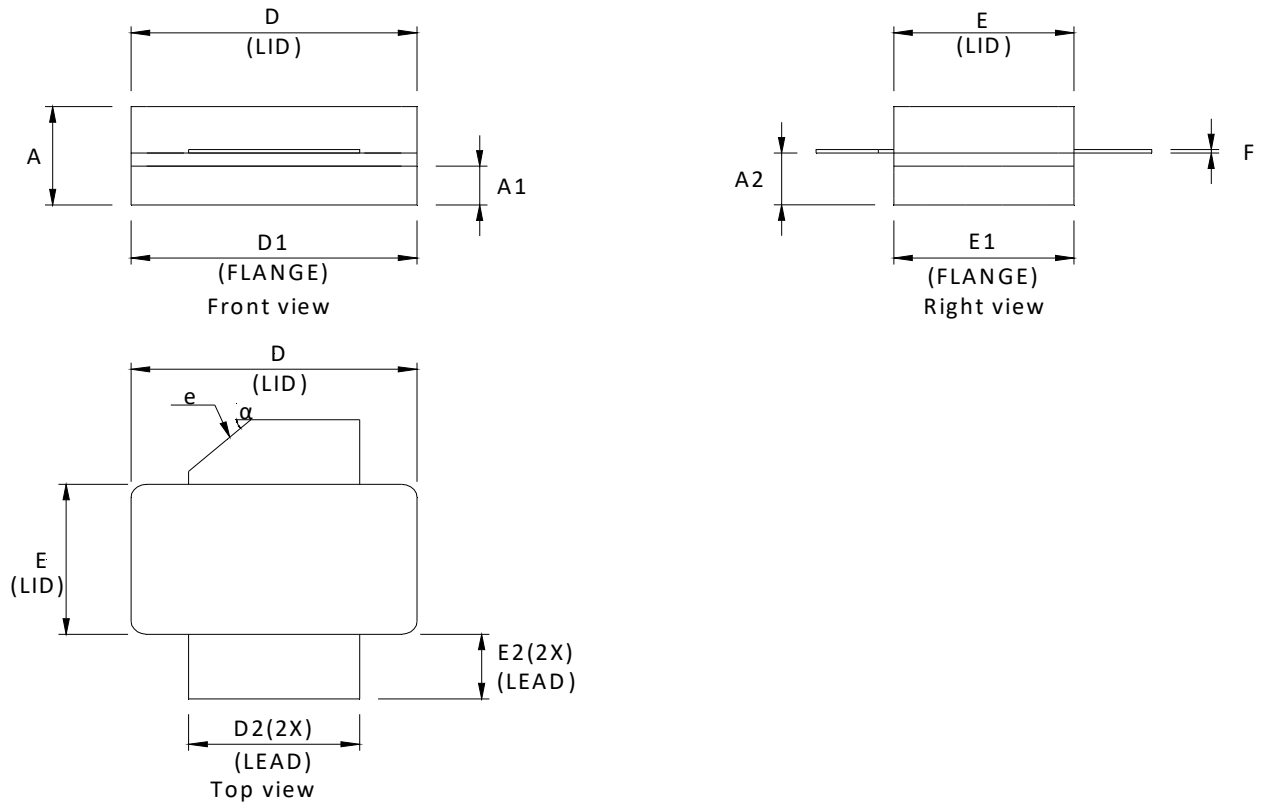 D
(LID)
A
A1
D1
(FLANGE)
Front view
E
(LID)
F
A2
E1
(FLANGE)
Right view
D
(LID)
e
α
E
(LID)
E2(2X)
(LEAD)
D2(2X)
(LEAD)
Top view